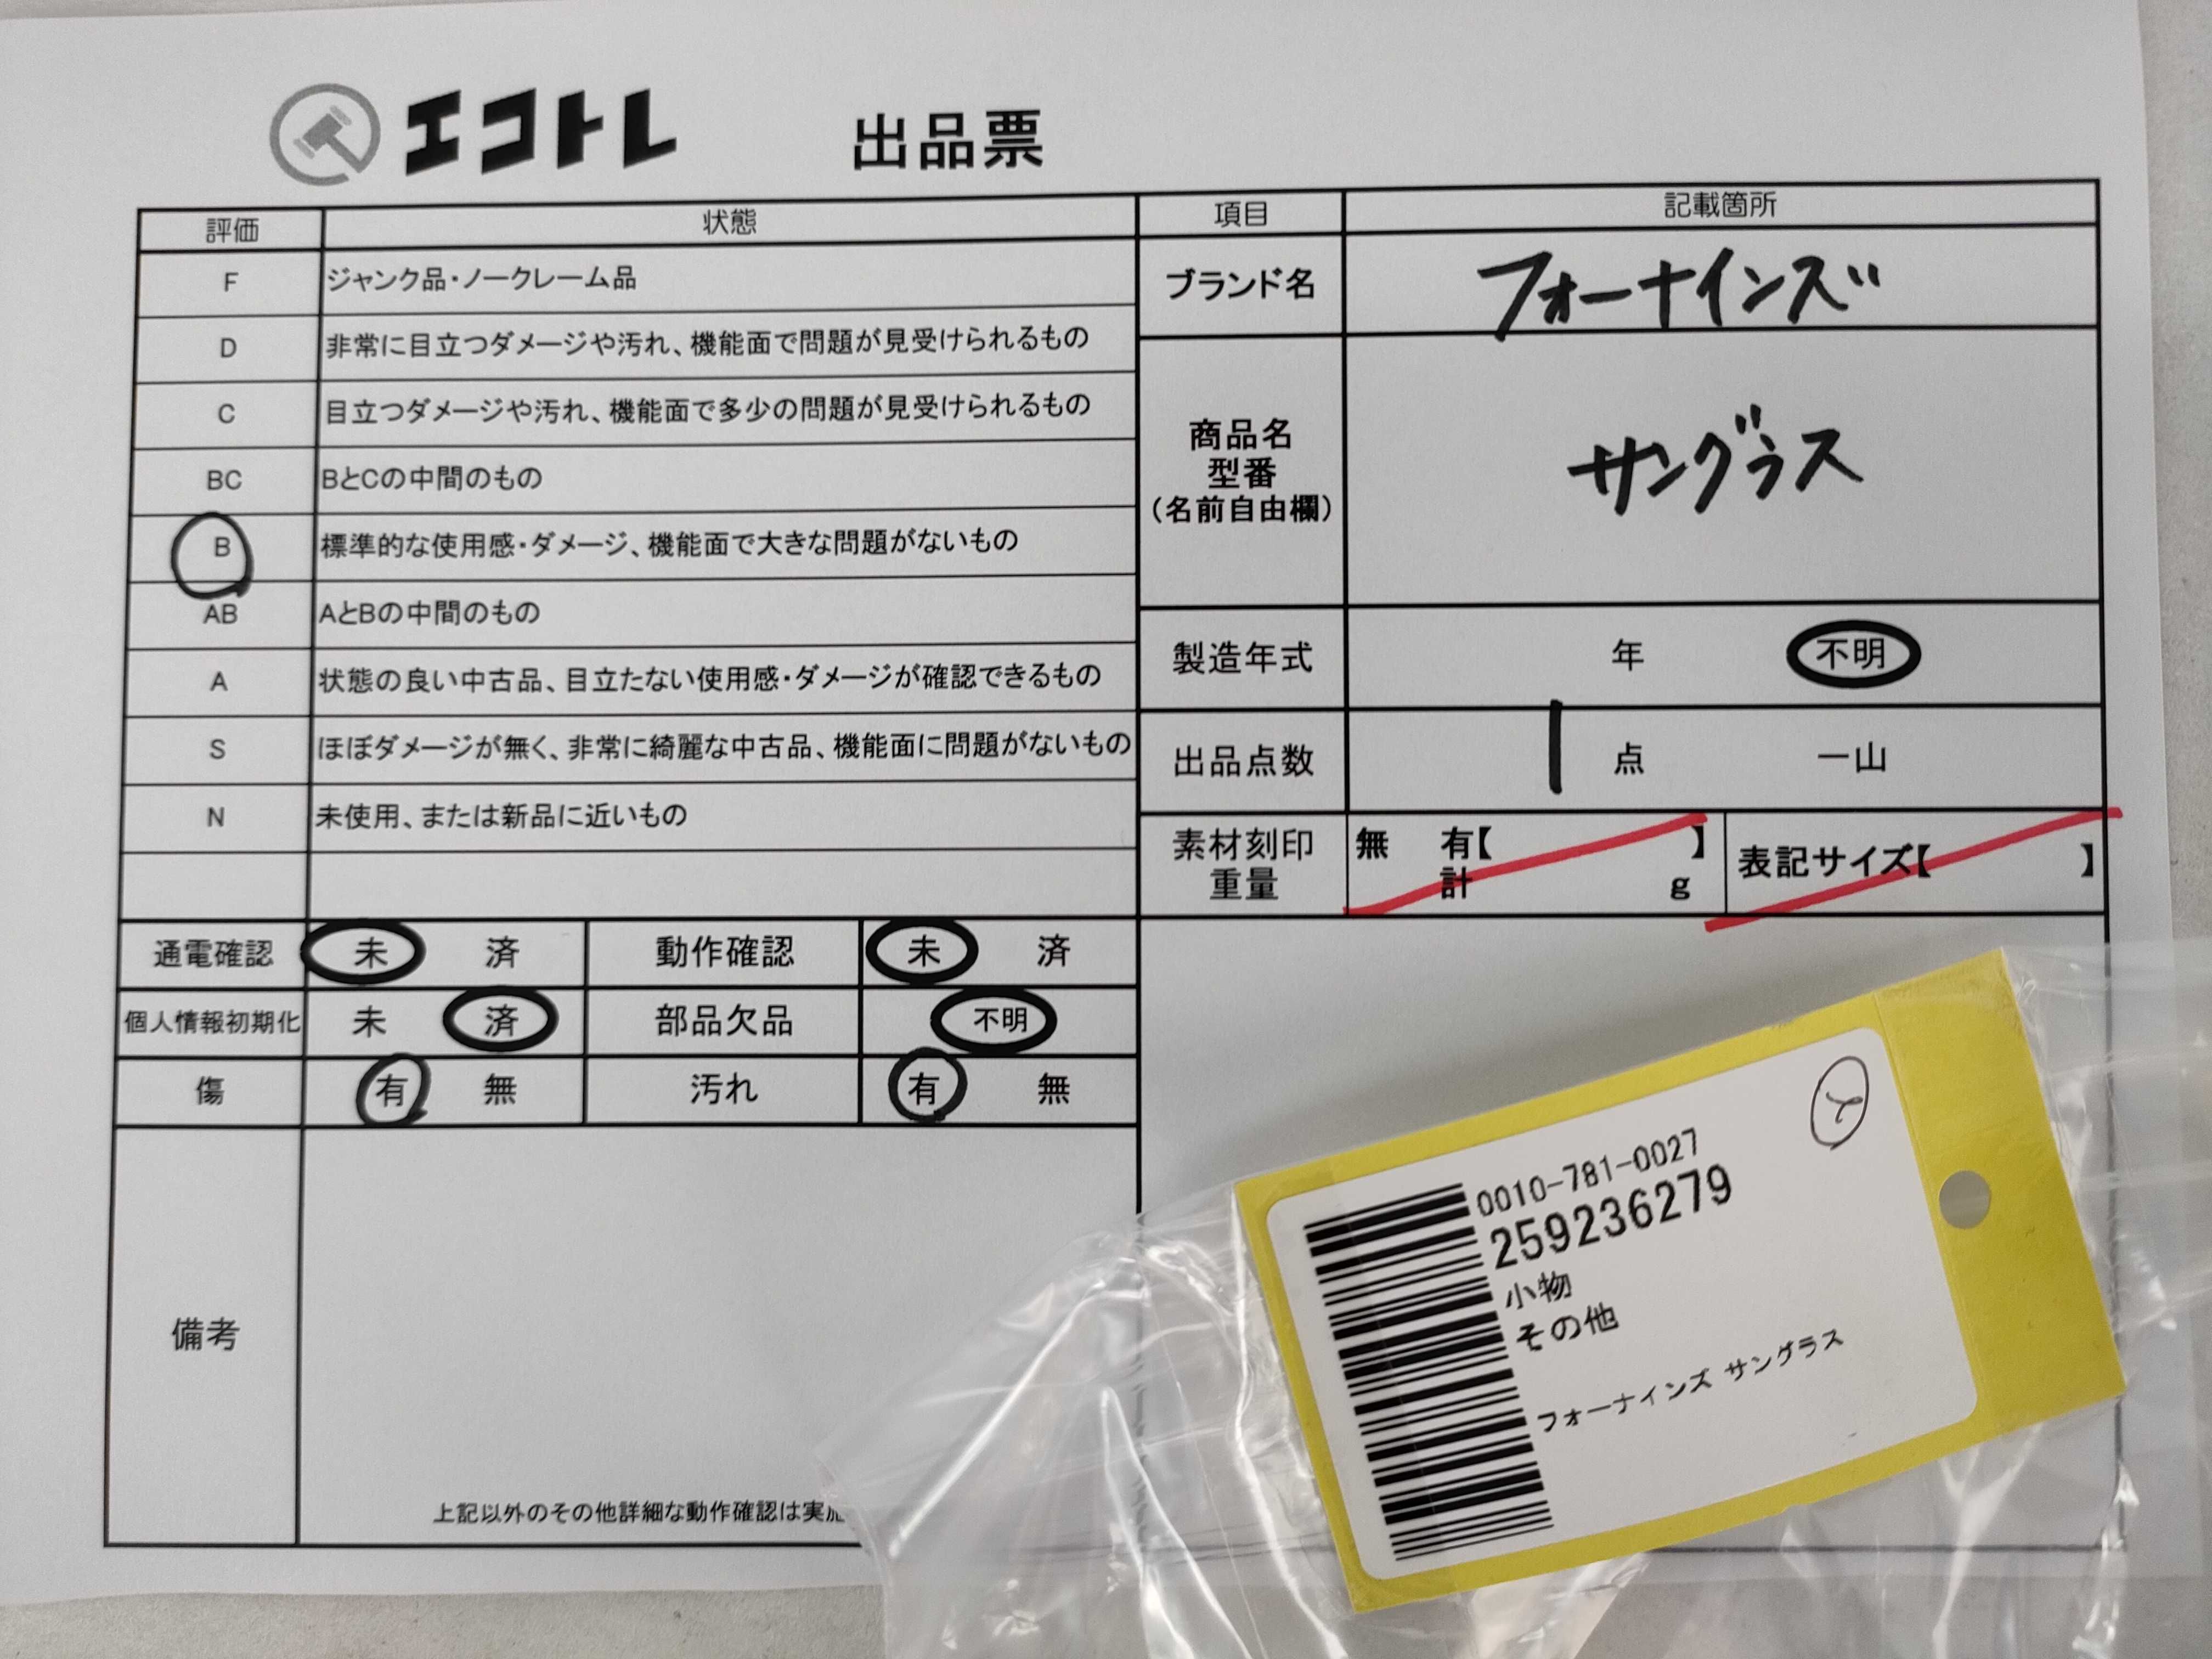 エコトレ 出品票
評価 状態
F ジャンク品・ノークレーム品
D 非常に目立つダメージや汚れ、機能面で問題が見受けられるもの
C 目立つダメージや汚れ、機能面で多少の問題が見受けられるもの
BC BとCの中間のもの
B 標準的な使用感・ダメージ、機能面で大きな問題がないもの
AB AとBの中間のもの
A 状態の良い中古品、目立たない使用感・ダメージが確認できるもの
S ほぼダメージが無く、非常に綺麗な中古品、機能面に問題がないもの
N 未使用、または新品に近いもの
項目 記載箇所
ブランド名 フォーナインズ
商品名
型番
(名前自由欄)
サングラス
製造年式 年 不明
出品点数 1 点 一山
素材刻印 無 有【 】
重量 計 g
表記サイズ【 】
通電確認 未 済 動作確認 未 済
個人情報初期化 未 済 部品欠品 不明
傷 有 無 汚れ 有 無
備考
上記以外のその他詳細な動作確認は実施
0010-781-0027
259236279
小物
その他
フォーナインズ サングラス